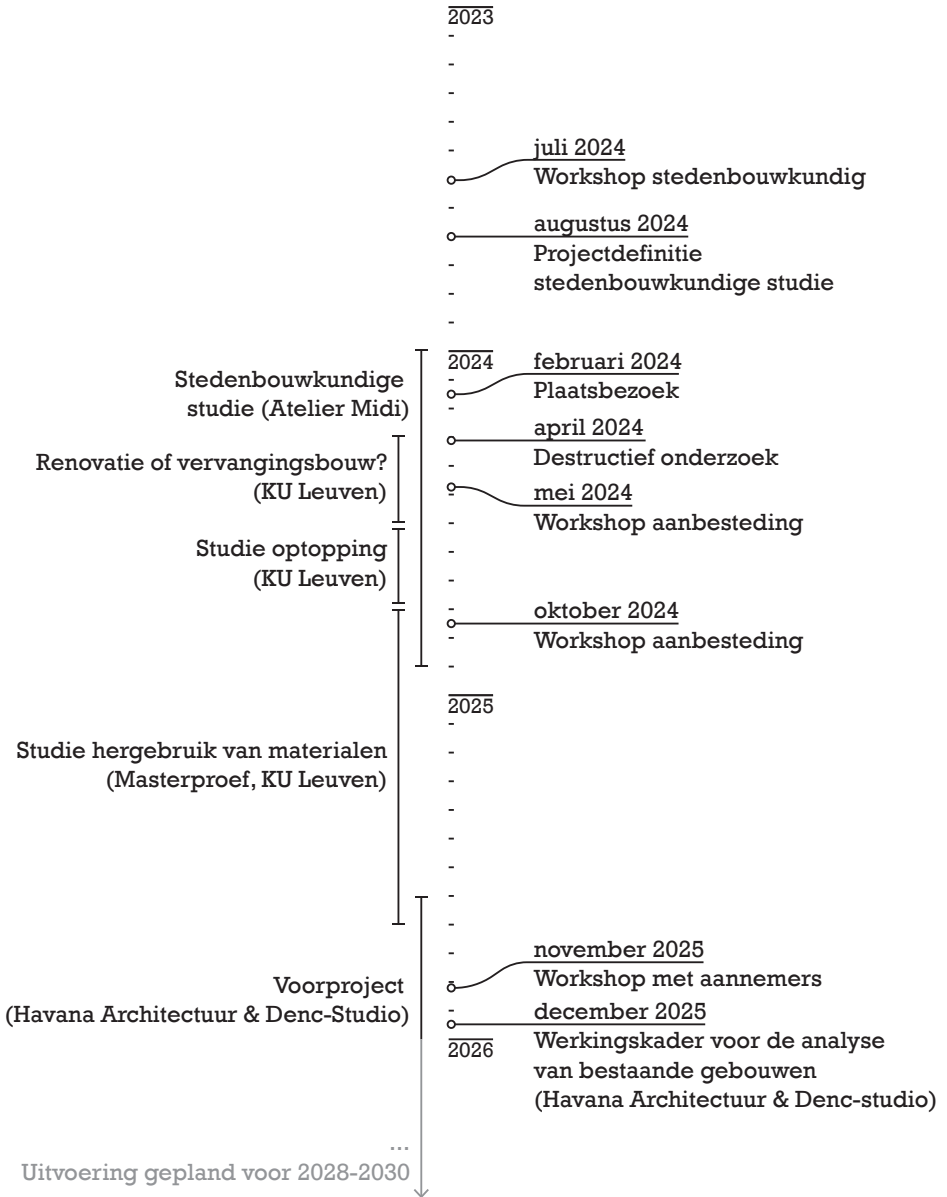 2023
juli 2024
Workshop stedenbouwkundig
augustus 2024
Projectdefinitie
stedenbouwkundige studie
2024
februari 2024
Plaatsbezoek
Stedenbouwkundige
studie (Atelier Midi)
april 2024
Destructief onderzoek
Renovatie of vervangingsbouw?
(KU Leuven)
mei 2024
Workshop aanbesteding
Studie optopping
(KU Leuven)
oktober 2024
Workshop aanbesteding
2025
Studie hergebruik van materialen
(Masterproef, KU Leuven)
november 2025
Workshop met aannemers
Voorproject
(Havana Architectuur & Denc-Studio)
december 2025
Werkingskader voor de analyse
van bestaande gebouwen
(Havana Architectuur & Denc-studio)
2026
...
Uitvoering gepland voor 2028-2030